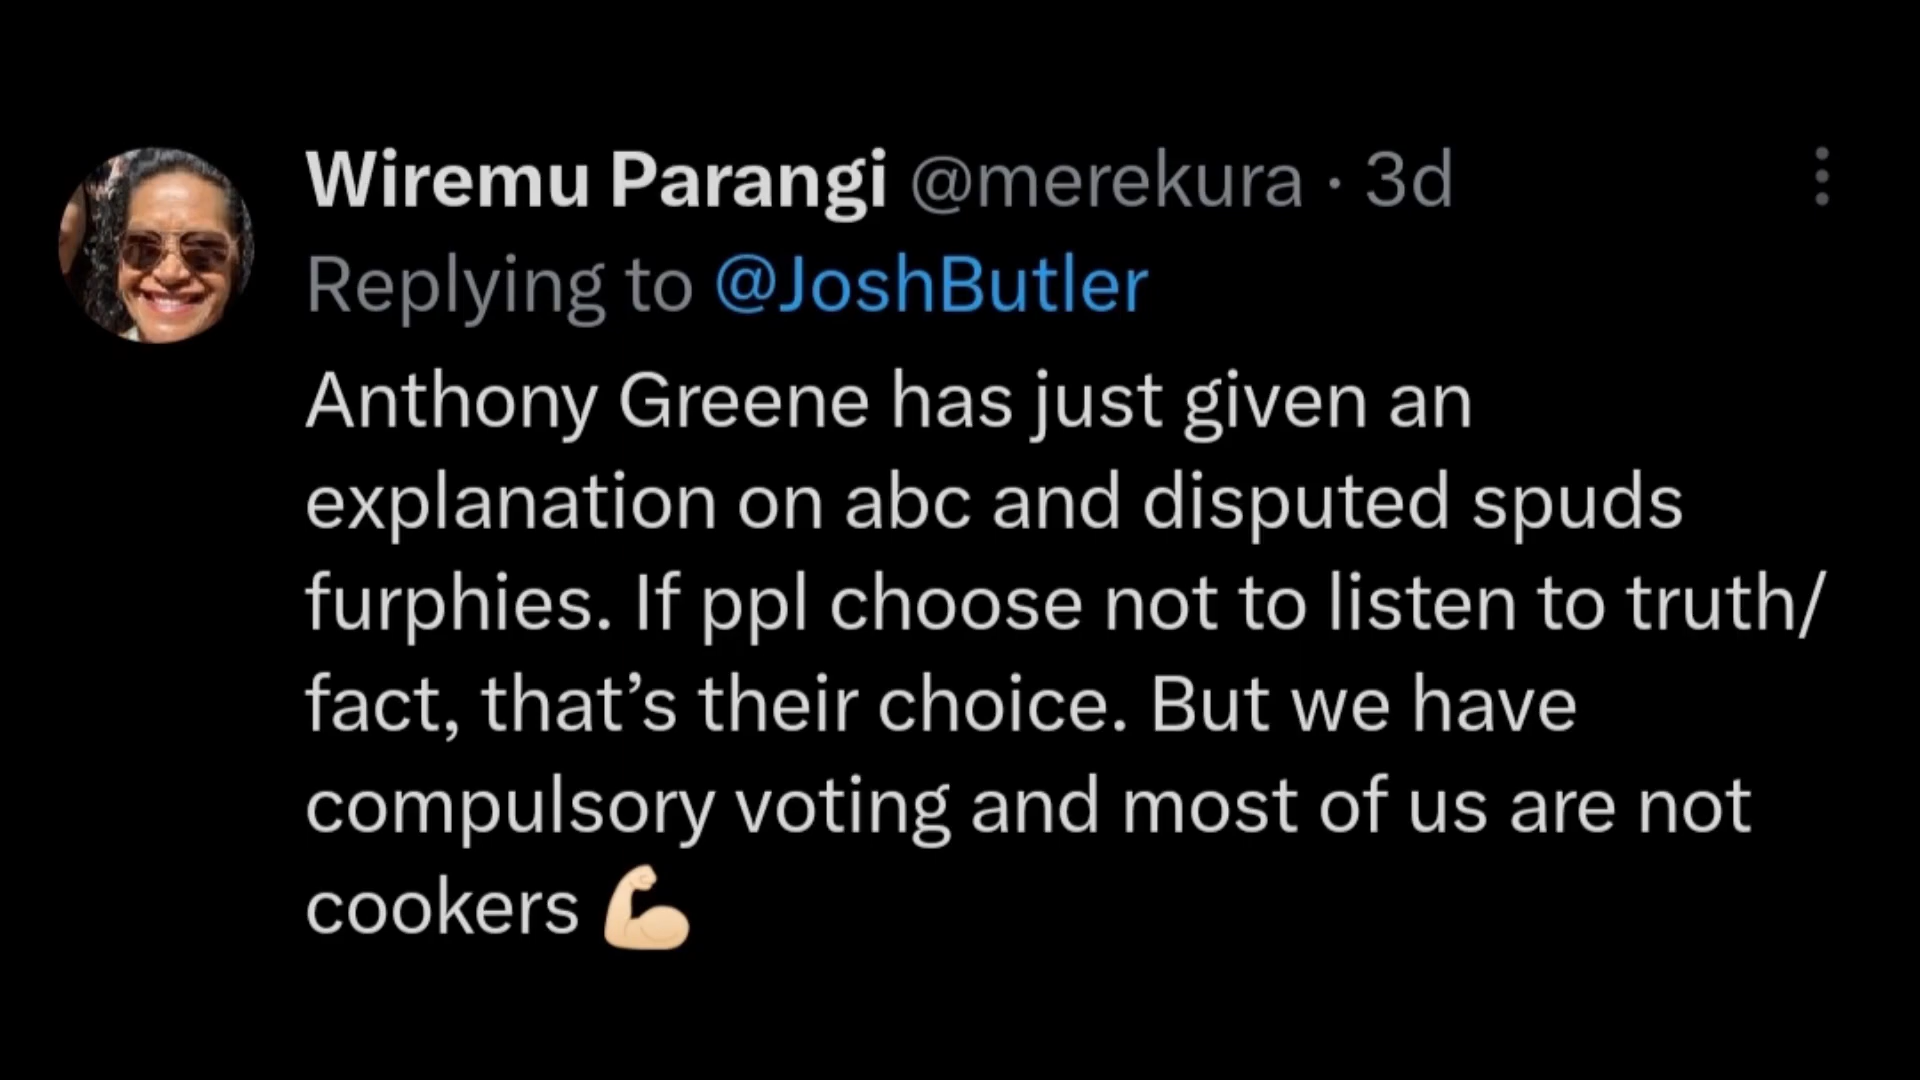 Wiremu Parangi @merekura · 3d
Replying to @JoshButler
Anthony Greene has just given an
explanation on abc and disputed spuds
furphies. If ppl choose not to listen to truth/
fact, that’s their choice. But we have
compulsory voting and most of us are not
cookers 💪🏻